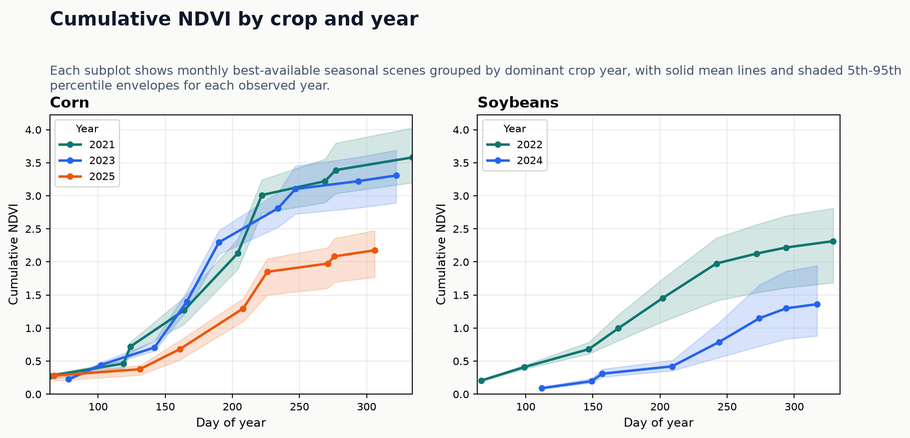 Cumulative NDVI by crop and year
Each subplot shows monthly best-available seasonal scenes grouped by dominant crop year, with solid mean lines and shaded 5th-95th
percentile envelopes for each observed year.
Corn
Year
2021
2023
2025
4.0
3.5
3.0
2.5
2.0
1.5
1.0
0.5
0.0
Cumulative NDVI
100 150 200 250 300
Day of year
Soybeans
Year
2022
2024
4.0
3.5
3.0
2.5
2.0
1.5
1.0
0.5
0.0
Cumulative NDVI
100 150 200 250 300
Day of year